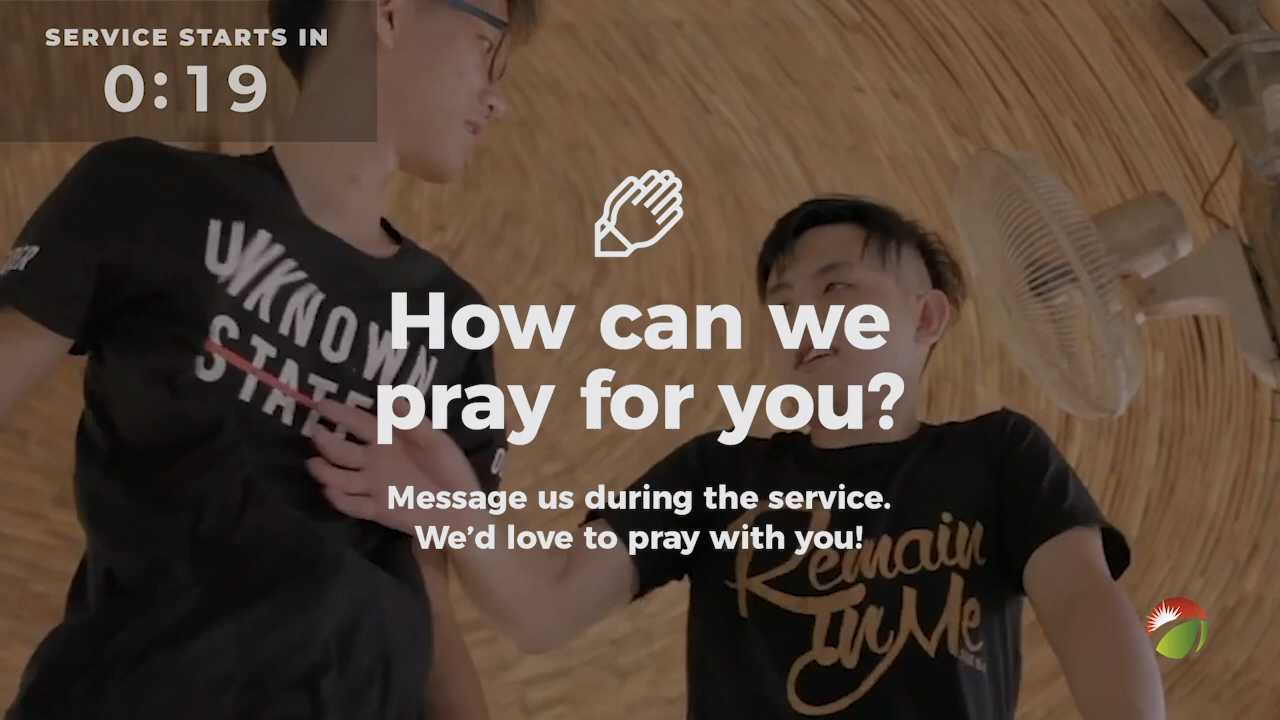 SERVICE STARTS IN
0:19
UNKNOWN
STATE
How can we
pray for you?
Message us during the service.
We'd love to pray with you!
Remain
In Me